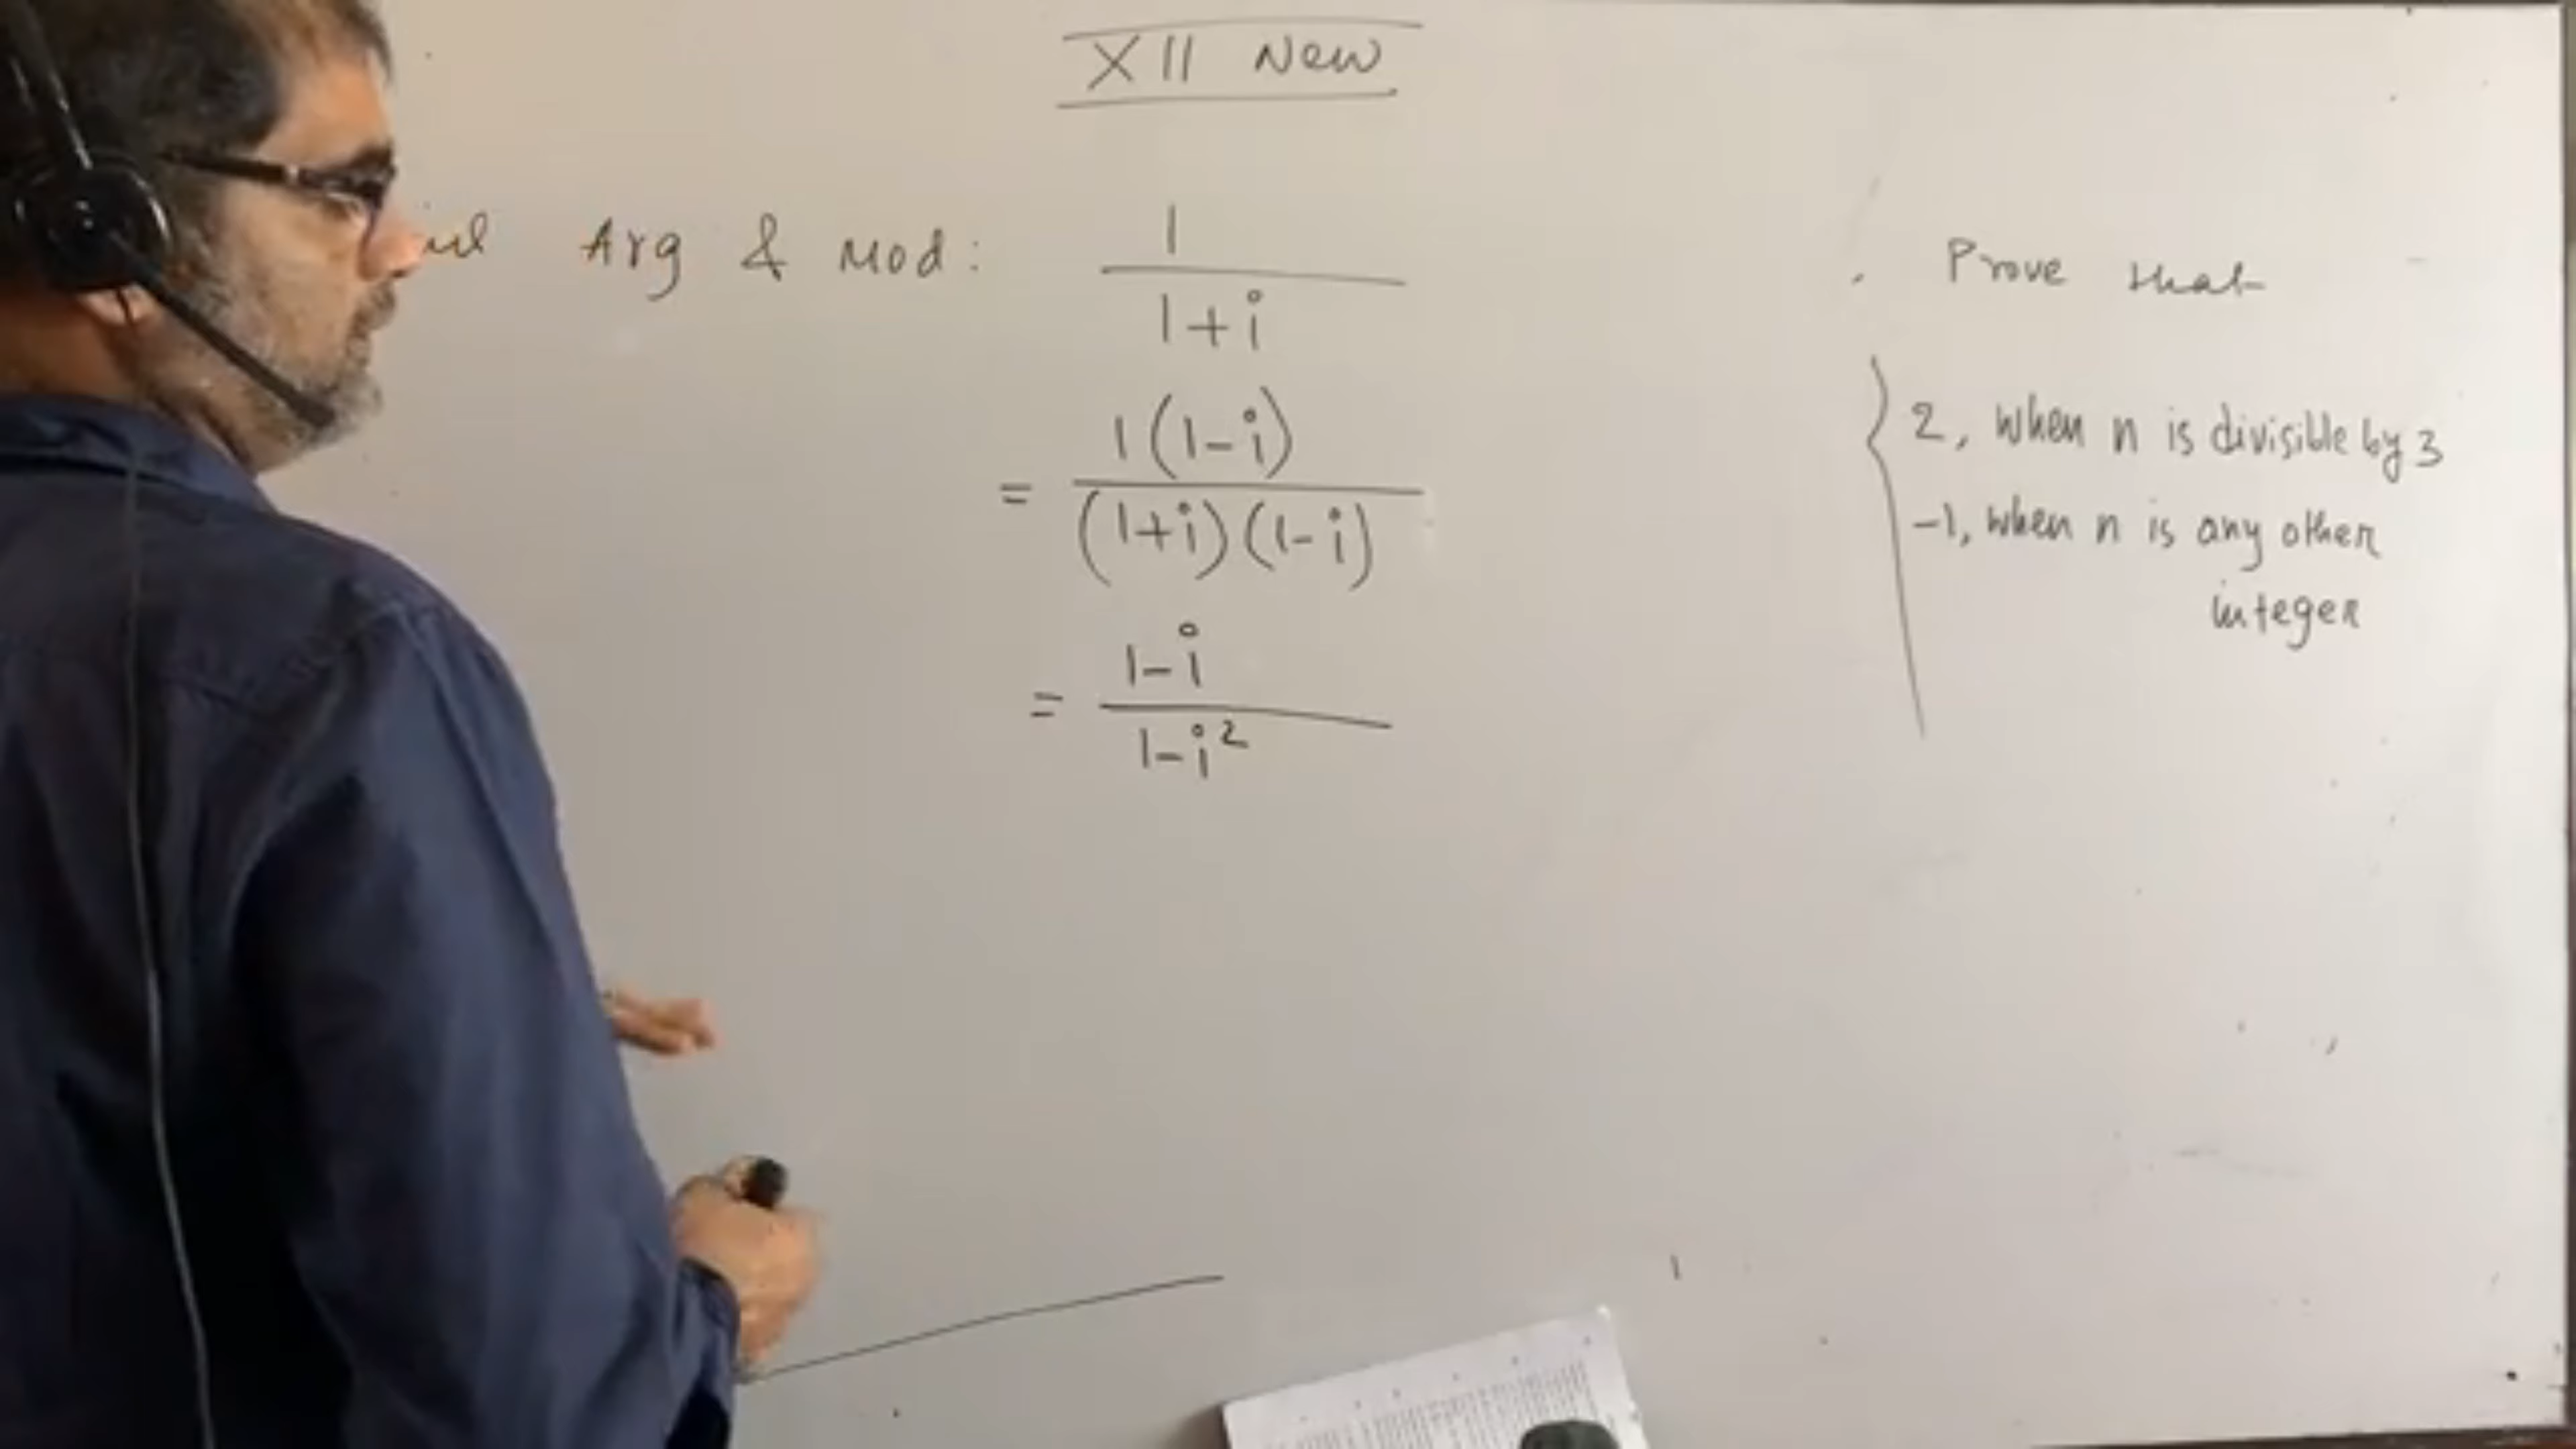 XII New
Arg & Mod: 1
1+i
= 1(1-i)
(1+i)(1-i)
= 1-i
1-i²
Prove that
2, when n is divisible by 3
-1, when n is any other
integer